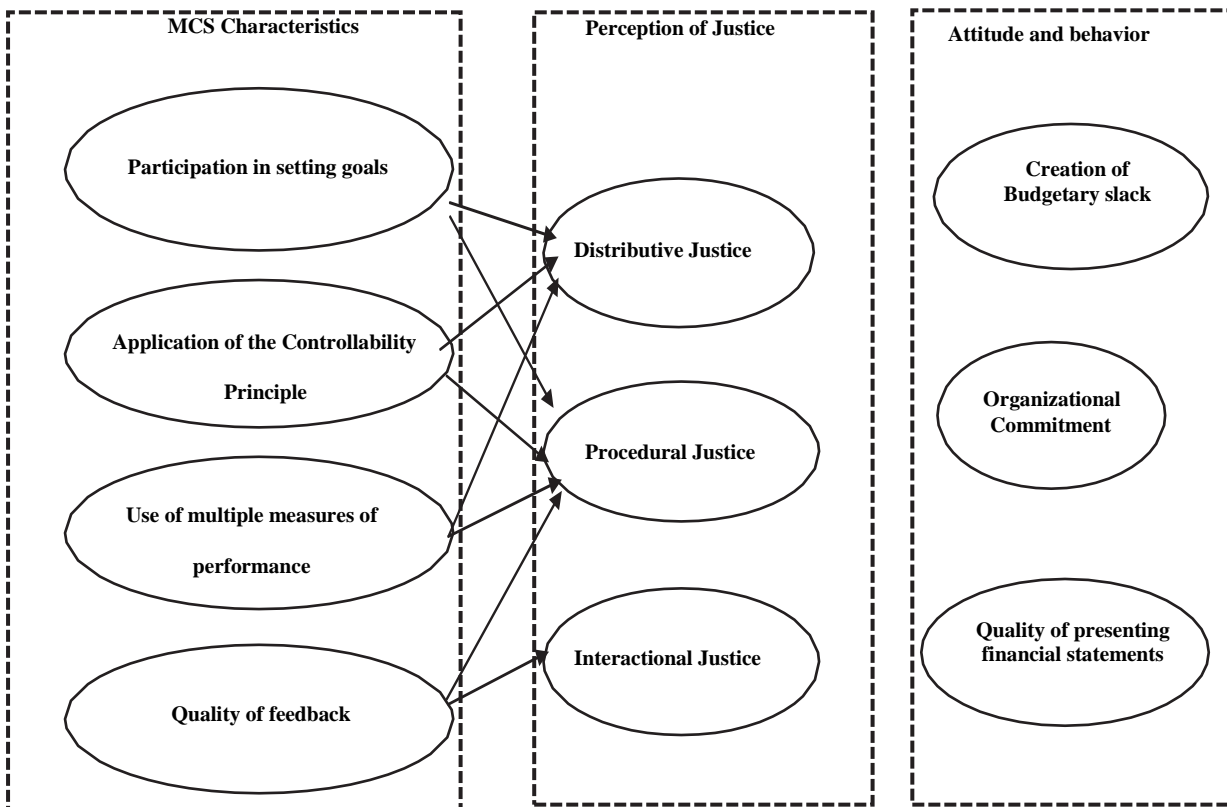 MCS Characteristics
Participation in setting goals
Application of the Controllability
Principle
Use of multiple measures of
performance
Quality of feedback
Perception of Justice
Distributive Justice
Procedural Justice
Interactional Justice
Attitude and behavior
Creation of
Budgetary slack
Organizational
Commitment
Quality of presenting
financial statements